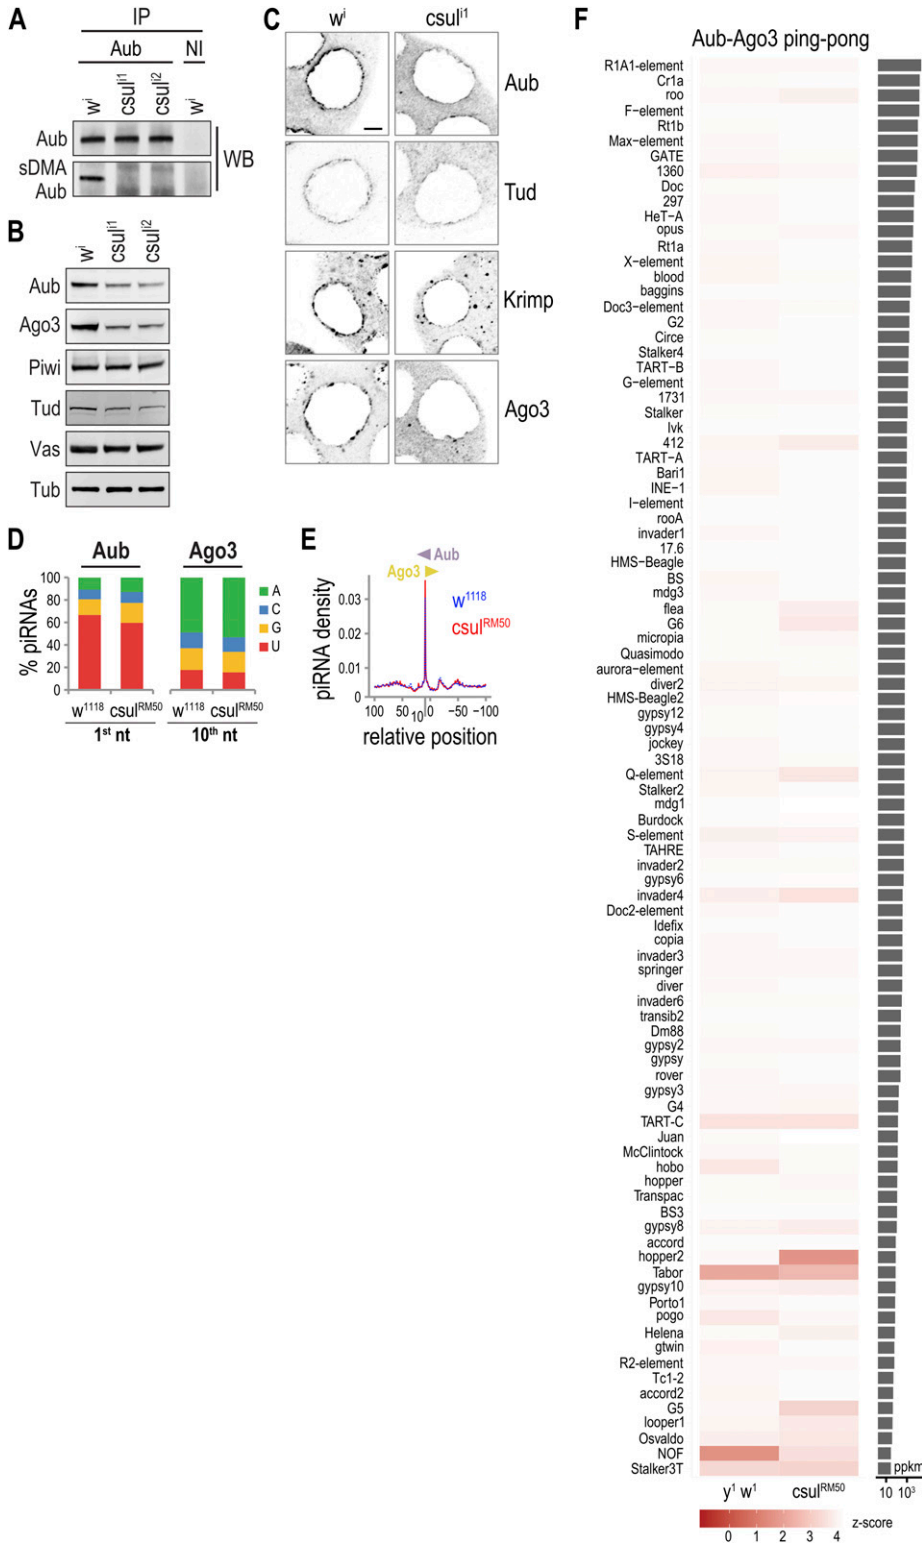 A
IP
Aub
NI
wⁱ
csulⁱ¹
csulⁱ²
wⁱ
Aub
sDMA
Aub
WB
B
wⁱ
csulⁱ¹
csulⁱ²
Aub
Ago3
Piwi
Tud
Vas
Tub
C
wⁱ
csulⁱ¹
Aub
Tud
Krimp
Ago3
D
Aub
Ago3
% piRNAs
100
80
60
40
20
0
A
C
G
U
w¹¹¹⁸ csulᴿᴹ⁵⁰
w¹¹¹⁸ csulᴿᴹ⁵⁰
1ˢᵗ nt
10ᵗʰ nt
E
Aub
Ago3
w¹¹¹⁸
csulᴿᴹ⁵⁰
piRNA density
0.03
0.02
0.01
0
100 50 10 0 −50 −100
relative position
F
Aub-Ago3 ping-pong
R1A1−element
Cr1a
roo
F−element
Rt1b
Max−element
GATE
1360
Doc
297
HeT−A
opus
Rt1a
X−element
blood
baggins
Doc3−element
G2
Circe
Stalker4
TART−B
G−element
1731
Stalker
Ivk
412
TART−A
Bari1
INE−1
I−element
rooA
invader1
17.6
HMS−Beagle
BS
mdg3
flea
G6
micropia
Quasimodo
aurora−element
diver2
HMS−Beagle2
gypsy12
gypsy4
jockey
3S18
Q−element
Stalker2
mdg1
Burdock
S−element
TAHRE
invader2
gypsy6
invader4
Doc2−element
Idefix
copia
invader3
springer
diver
invader6
transib2
Dm88
gypsy2
gypsy
rover
gypsy3
G4
TART−C
Juan
McClintock
hobo
hopper
Transpac
BS3
gypsy8
accord
hopper2
Tabor
gypsy10
Porto1
pogo
Helena
gtwin
R2−element
Tc1−2
accord2
G5
looper1
Osvaldo
NOF
Stalker3T
ppkm
10 10³
y¹ w¹
csulᴿᴹ⁵⁰
0 1 2 3 4
z-score